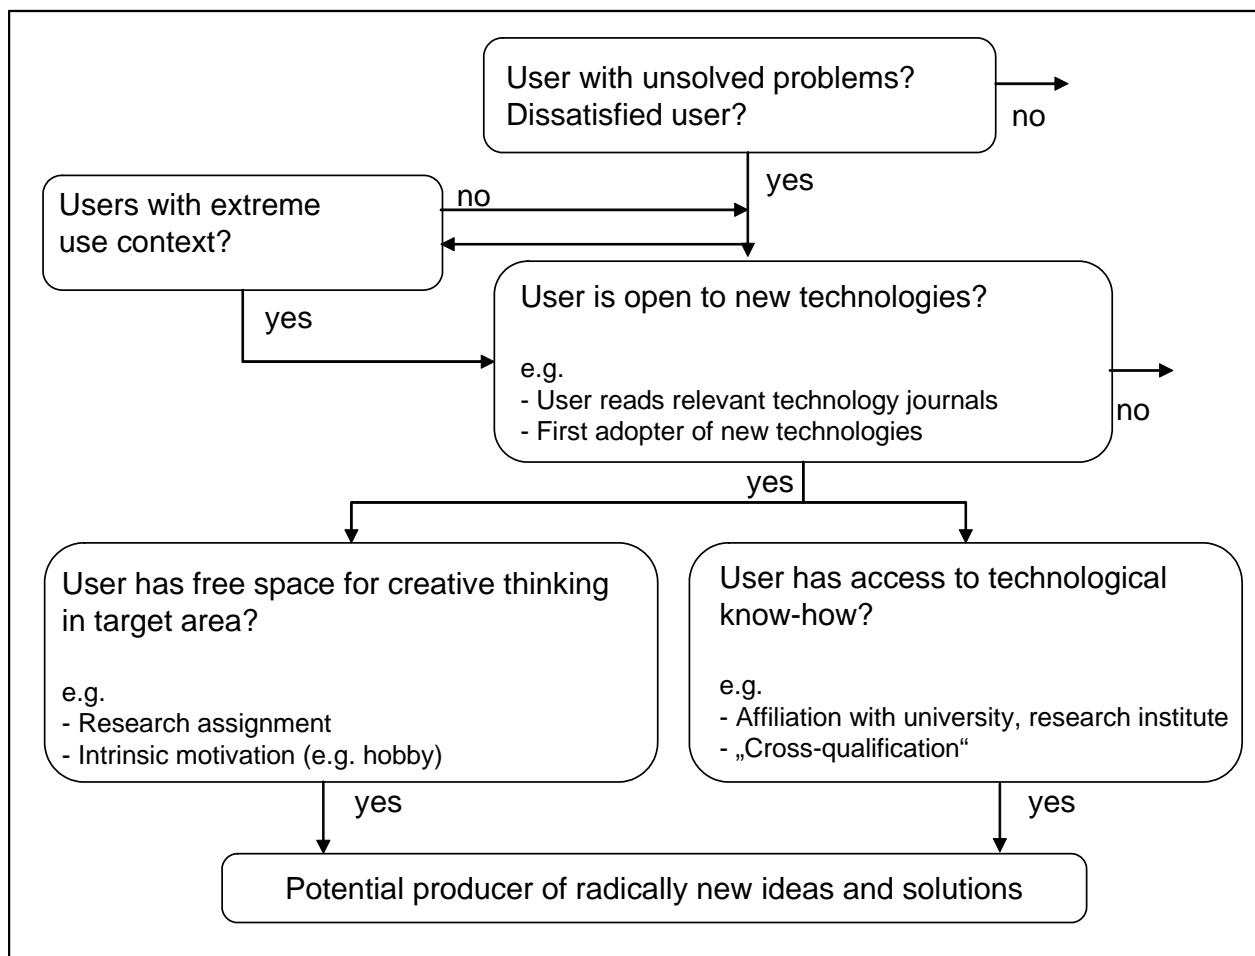 User with unsolved problems?
Dissatisfied user?
no
yes
Users with extreme
use context?
no
yes
User is open to new technologies?
e.g.
- User reads relevant technology journals
- First adopter of new technologies
no
yes
User has free space for creative thinking
in target area?
e.g.
- Research assignment
- Intrinsic motivation (e.g. hobby)
yes
User has access to technological
know-how?
e.g.
- Affiliation with university, research institute
- „Cross-qualification“
yes
Potential producer of radically new ideas and solutions